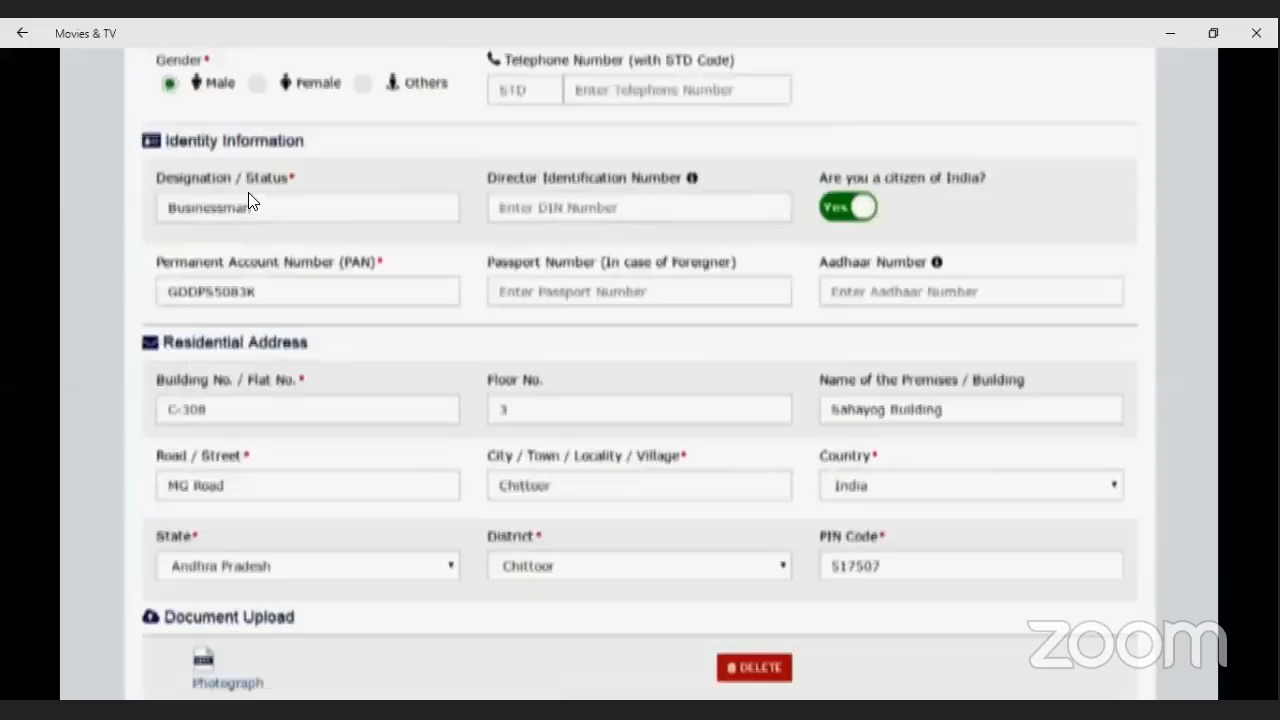 Movies & TV
Gender* Telephone Number (with STD Code)
Male Female Others STD Enter Telephone Number
Identity Information
Designation / Status* Director Identification Number Are you a citizen of India?
Businessman Enter DIN Number Yes
Permanent Account Number (PAN)* Passport Number (In case of Foreigner) Aadhaar Number
Enter Passport Number Enter Aadhaar Number
Residential Address
Building No. / Flat No.* Floor No. Name of the Premises / Building
C-308 3 Sahayog Building
Road / Street* City / Town / Locality / Village* Country*
MG Road Chittoor India
State* District* PIN Code*
Andhra Pradesh Chittoor 517507
Document Upload
Photograph DELETE
zoom